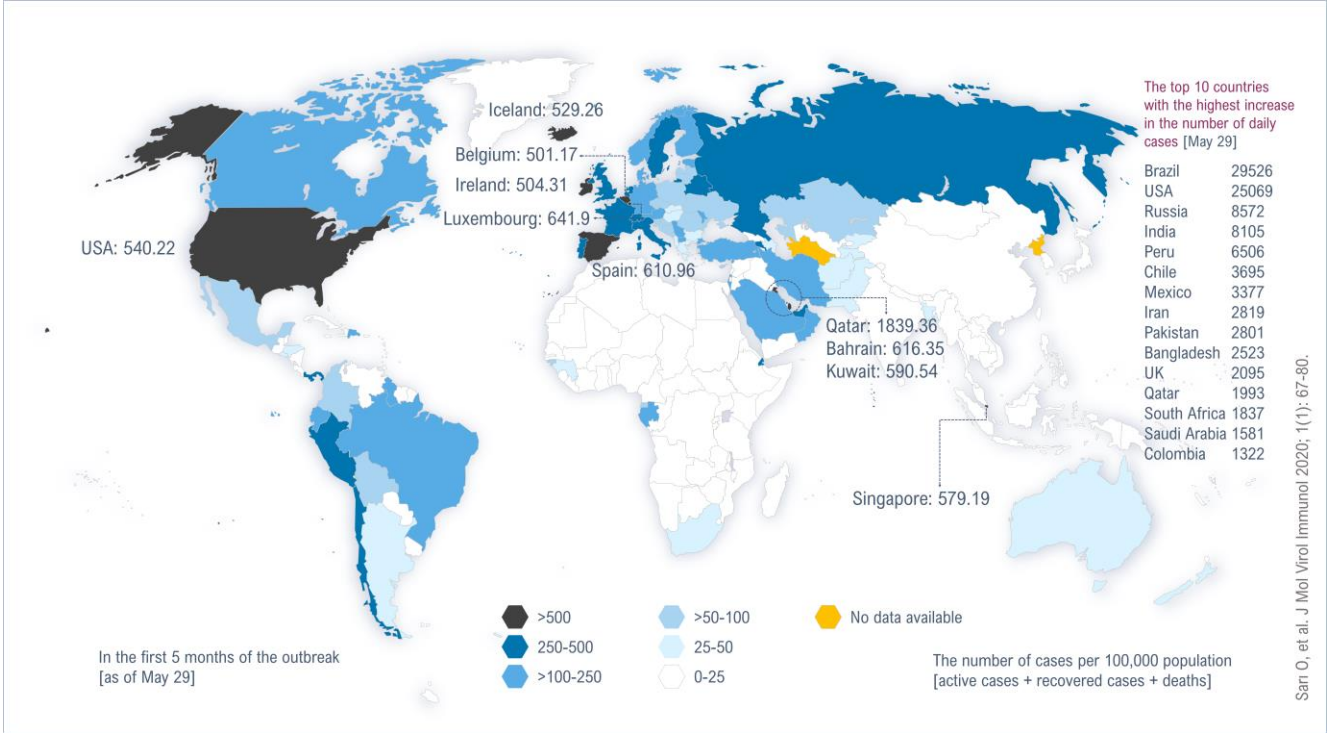 Iceland: 529.26
Belgium: 501.17
Ireland: 504.31
Luxembourg: 641.9
USA: 540.22
Spain: 610.96
Qatar: 1839.36
Bahrain: 616.35
Kuwait: 590.54
Singapore: 579.19
The top 10 countries
with the highest increase
in the number of daily
cases [May 29]
Brazil 29526
USA 25069
Russia 8572
India 8105
Peru 6506
Chile 3695
Mexico 3377
Iran 2819
Pakistan 2801
Bangladesh 2523
UK 2095
Qatar 1993
South Africa 1837
Saudi Arabia 1581
Colombia 1322
>500
250-500
>100-250
>50-100
25-50
0-25
No data available
In the first 5 months of the outbreak
[as of May 29]
The number of cases per 100,000 population
[active cases + recovered cases + deaths]
Sarı O, et al. J Mol Virol Immunol 2020; 1(1): 67-80.